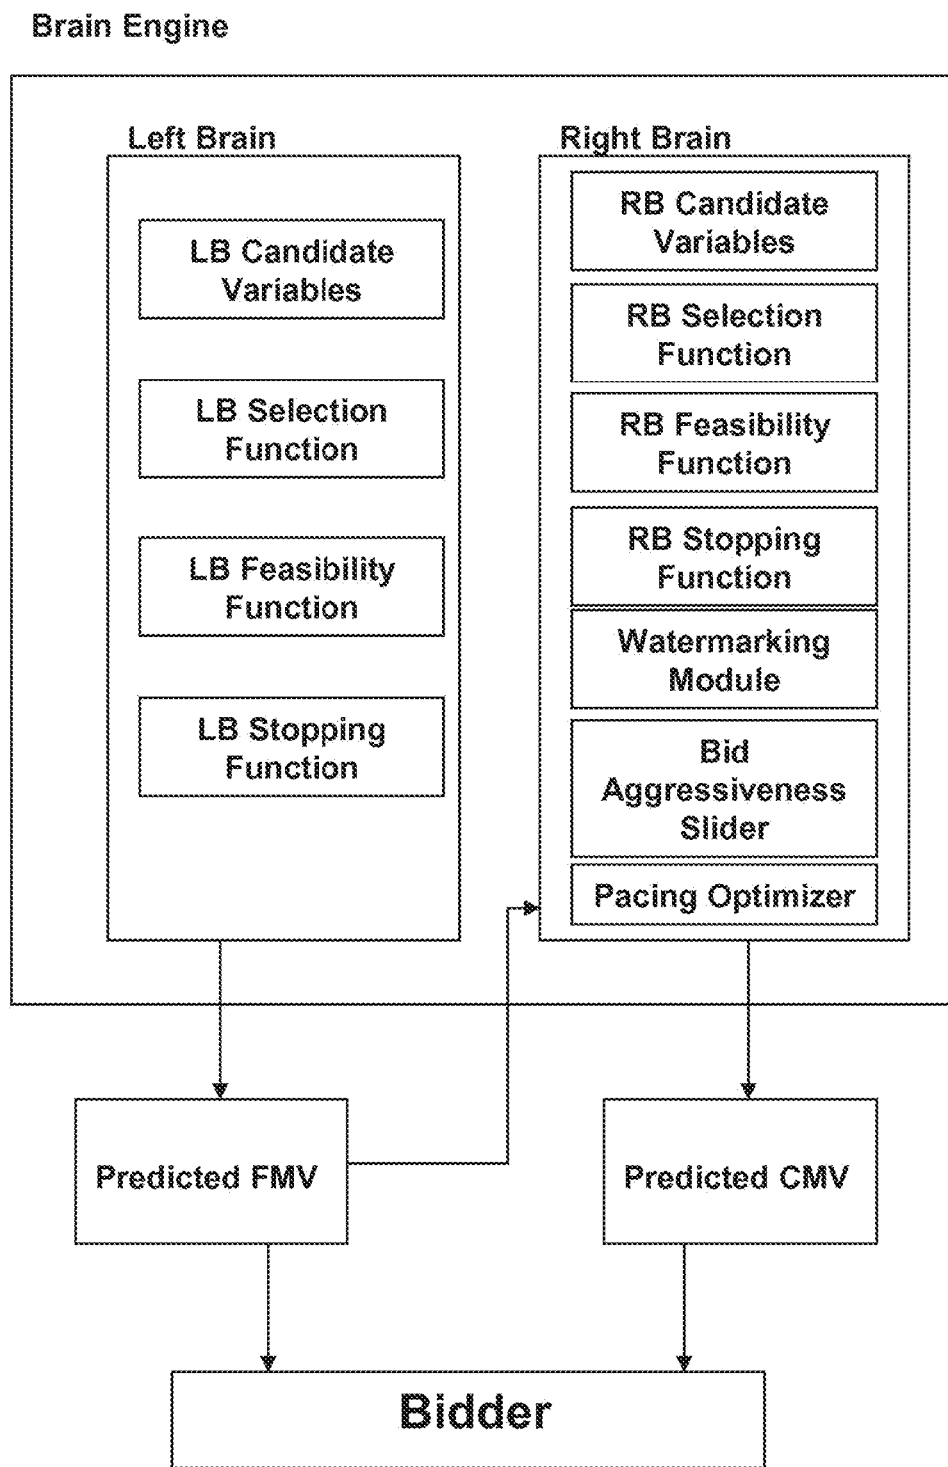 Brain Engine
Left Brain
LB Candidate
Variables
LB Selection
Function
LB Feasibility
Function
LB Stopping
Function
Right Brain
RB Candidate
Variables
RB Selection
Function
RB Feasibility
Function
RB Stopping
Function
Watermarking
Module
Bid
Aggressiveness
Slider
Pacing Optimizer
Predicted FMV
Predicted CMV
Bidder